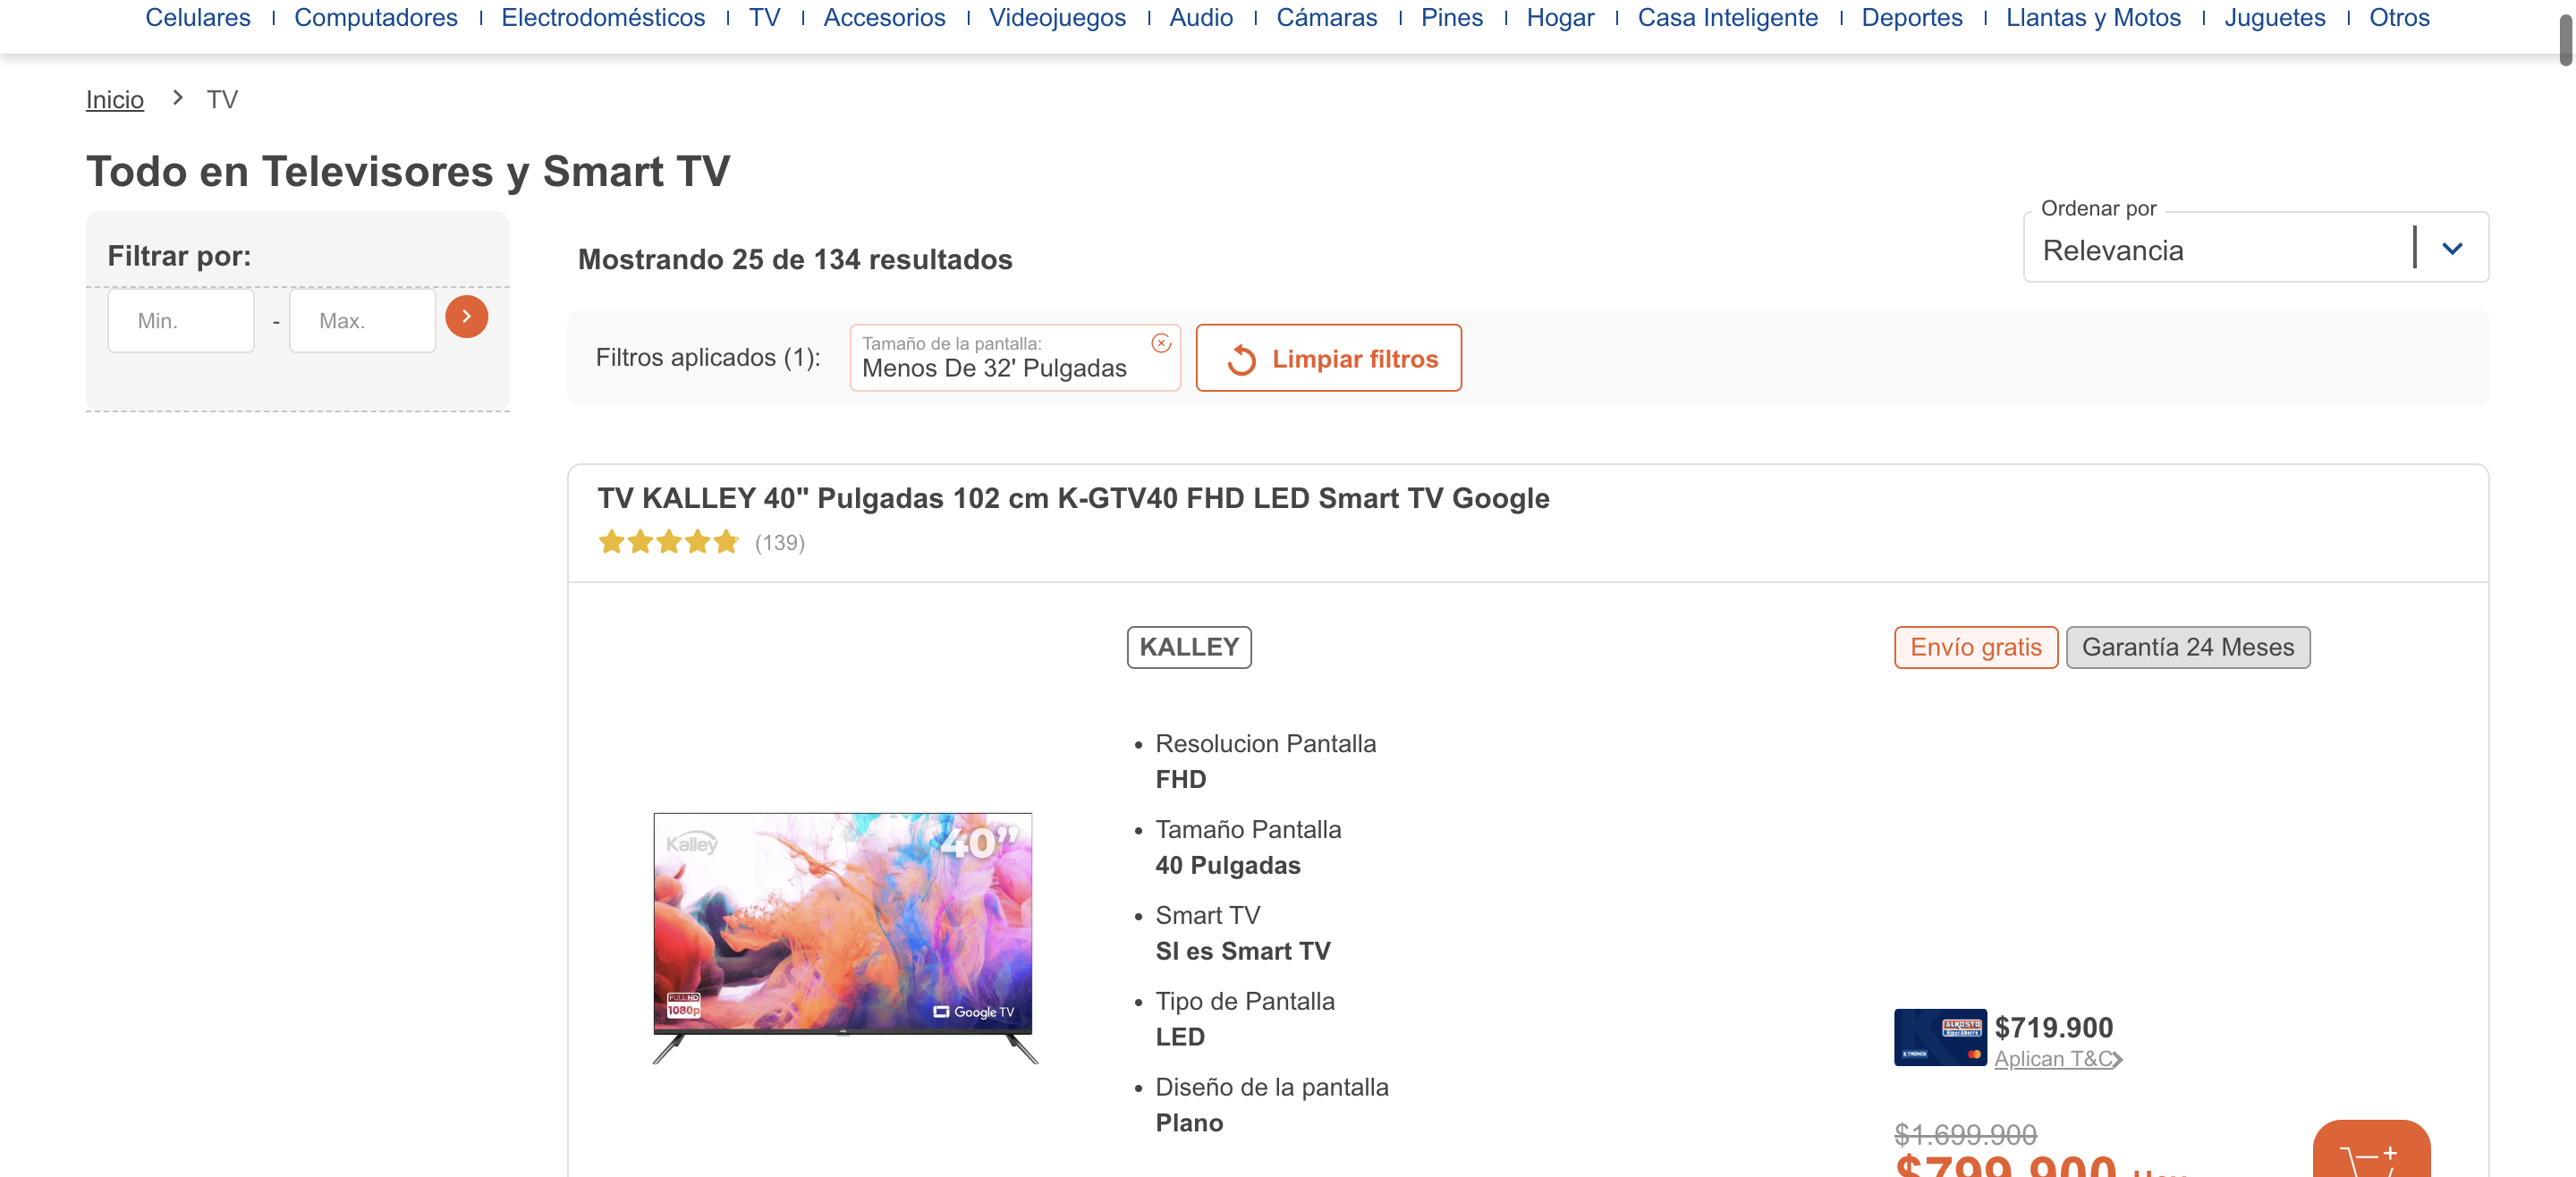 Celulares | Computadores | Electrodomésticos | TV | Accesorios | Videojuegos | Audio | Cámaras | Pines | Hogar | Casa Inteligente | Deportes | Llantas y Motos | Juguetes | Otros
Inicio > TV
Todo en Televisores y Smart TV
Ordenar por
Relevancia
Filtrar por:
Min. - Max.
Mostrando 25 de 134 resultados
Filtros aplicados (1):
Tamaño de la pantalla:
Menos De 32' Pulgadas
Limpiar filtros
TV KALLEY 40" Pulgadas 102 cm K-GTV40 FHD LED Smart TV Google
(139)
KALLEY
Envío gratis
Garantía 24 Meses
Kalley
40”
FULL HD
1080p
Google TV
• Resolucion Pantalla
FHD
• Tamaño Pantalla
40 Pulgadas
• Smart TV
SI es Smart TV
• Tipo de Pantalla
LED
• Diseño de la pantalla
Plano
ALKOSTO
K-TRONIX
$719.900
Aplican T&C
$1.699.900
$799.900 Hoy